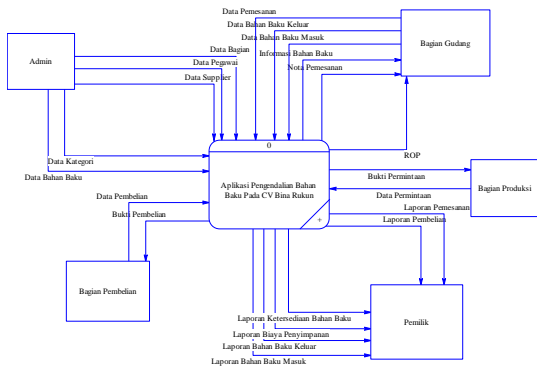 Data Pemesanan
Data Bahan Baku Keluar
Data Bahan Baku Masuk
Informasi Bahan Baku
Nota Pemesanan
Bagian Gudang
Admin
Data Bagian
Data Pegawai
Data Supplier
Data Kategori
Data Bahan Baku
0
Aplikasi Pengendalian Bahan
Baku Pada CV Bina Rukun
+
ROP
Bukti Permintaan
Data Permintaan
Bagian Produksi
Laporan Pemesanan
Laporan Pembelian
Data Pembelian
Bukti Pembelian
Bagian Pembelian
Pemilik
Laporan Ketersediaan Bahan Baku
Laporan Biaya Penyimpanan
Laporan Bahan Baku Keluar
Laporan Bahan Baku Masuk